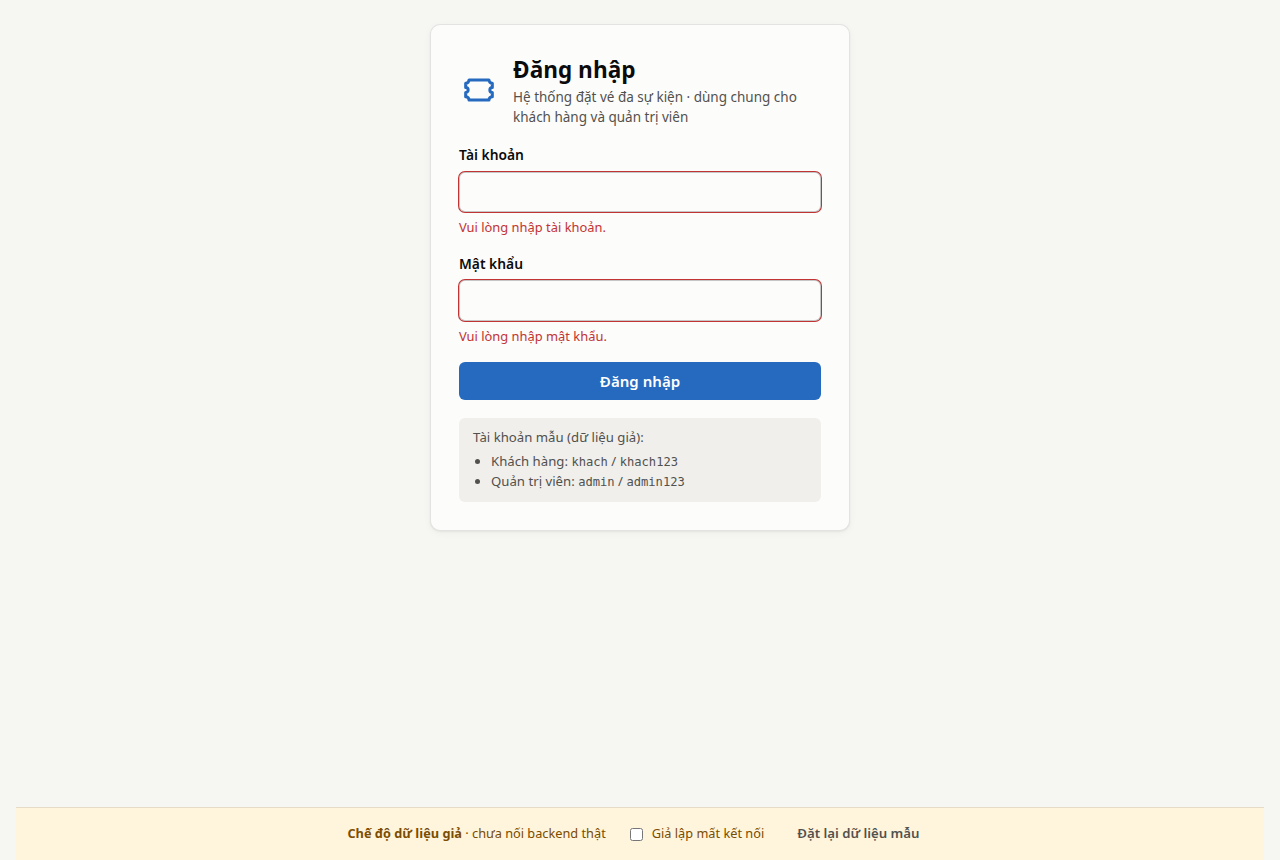 Đăng nhập
Hệ thống đặt vé đa sự kiện · dùng chung cho
khách hàng và quản trị viên
Tài khoản
Vui lòng nhập tài khoản.
Mật khẩu
Vui lòng nhập mật khẩu.
Đăng nhập
Tài khoản mẫu (dữ liệu giả):
Khách hàng: khach / khach123
Quản trị viên: admin / admin123
Chế độ dữ liệu giả · chưa nối backend thật Giả lập mất kết nối Đặt lại dữ liệu mẫu